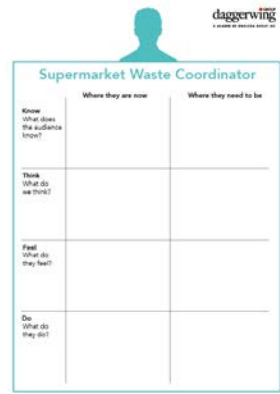 GROUP
daggerwing
Supermarket Waste Coordinator
Where they are now
Where they need to be
Know
What does
the audience
know?
Think
What do
we think?
Feel
What do
they feel?
Do
What do
they do?